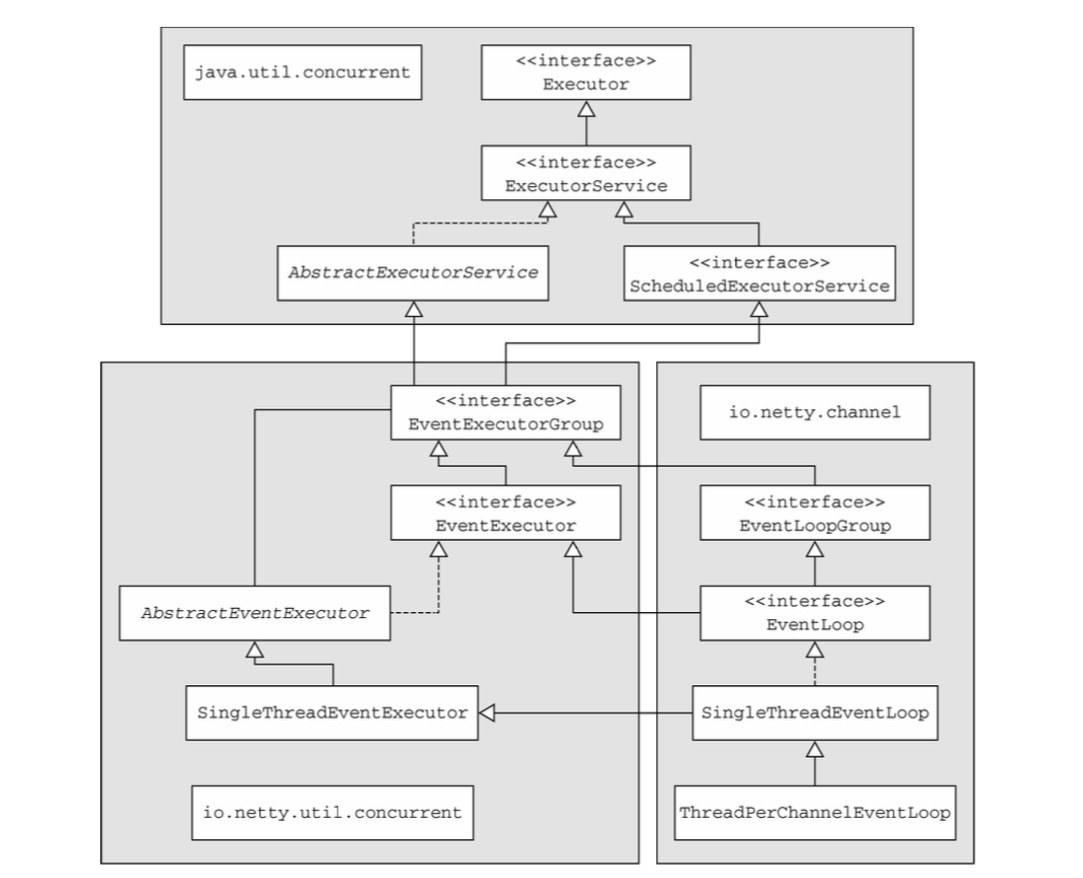 java.util.concurrent
<<interface>>
Executor
<<interface>>
ExecutorService
AbstractExecutorService
<<interface>>
ScheduledExecutorService
<<interface>>
EventExecutorGroup
io.netty.channel
<<interface>>
EventExecutor
<<interface>>
EventLoopGroup
AbstractEventExecutor
<<interface>>
EventLoop
SingleThreadEventExecutor
SingleThreadEventLoop
io.netty.util.concurrent
ThreadPerChannelEventLoop